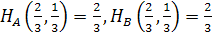 H_A (2/3, 1/3) = 2/3, H_B (2/3, 1/3) = 2/3